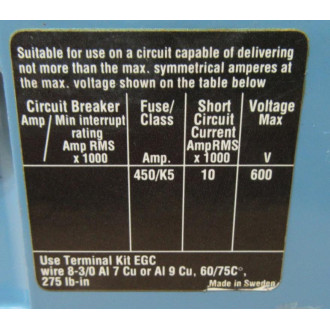 Suitable for use on a circuit capable of delivering
not more than the max. symmetrical amperes at
the max. voltage shown on the table below
Circuit Breaker
Amp / Min interrupt
rating
Amp RMS
x 1000
Fuse/
Class
Amp.
Short
Circuit
Current
AmpRMS
x 1000
Voltage
Max
V
450/K5 10 600
Use Terminal Kit EGC
wire 8-3/0 Al 7 Cu or Al 9 Cu, 60/75C°,
275 lb-in
Made in Sweden